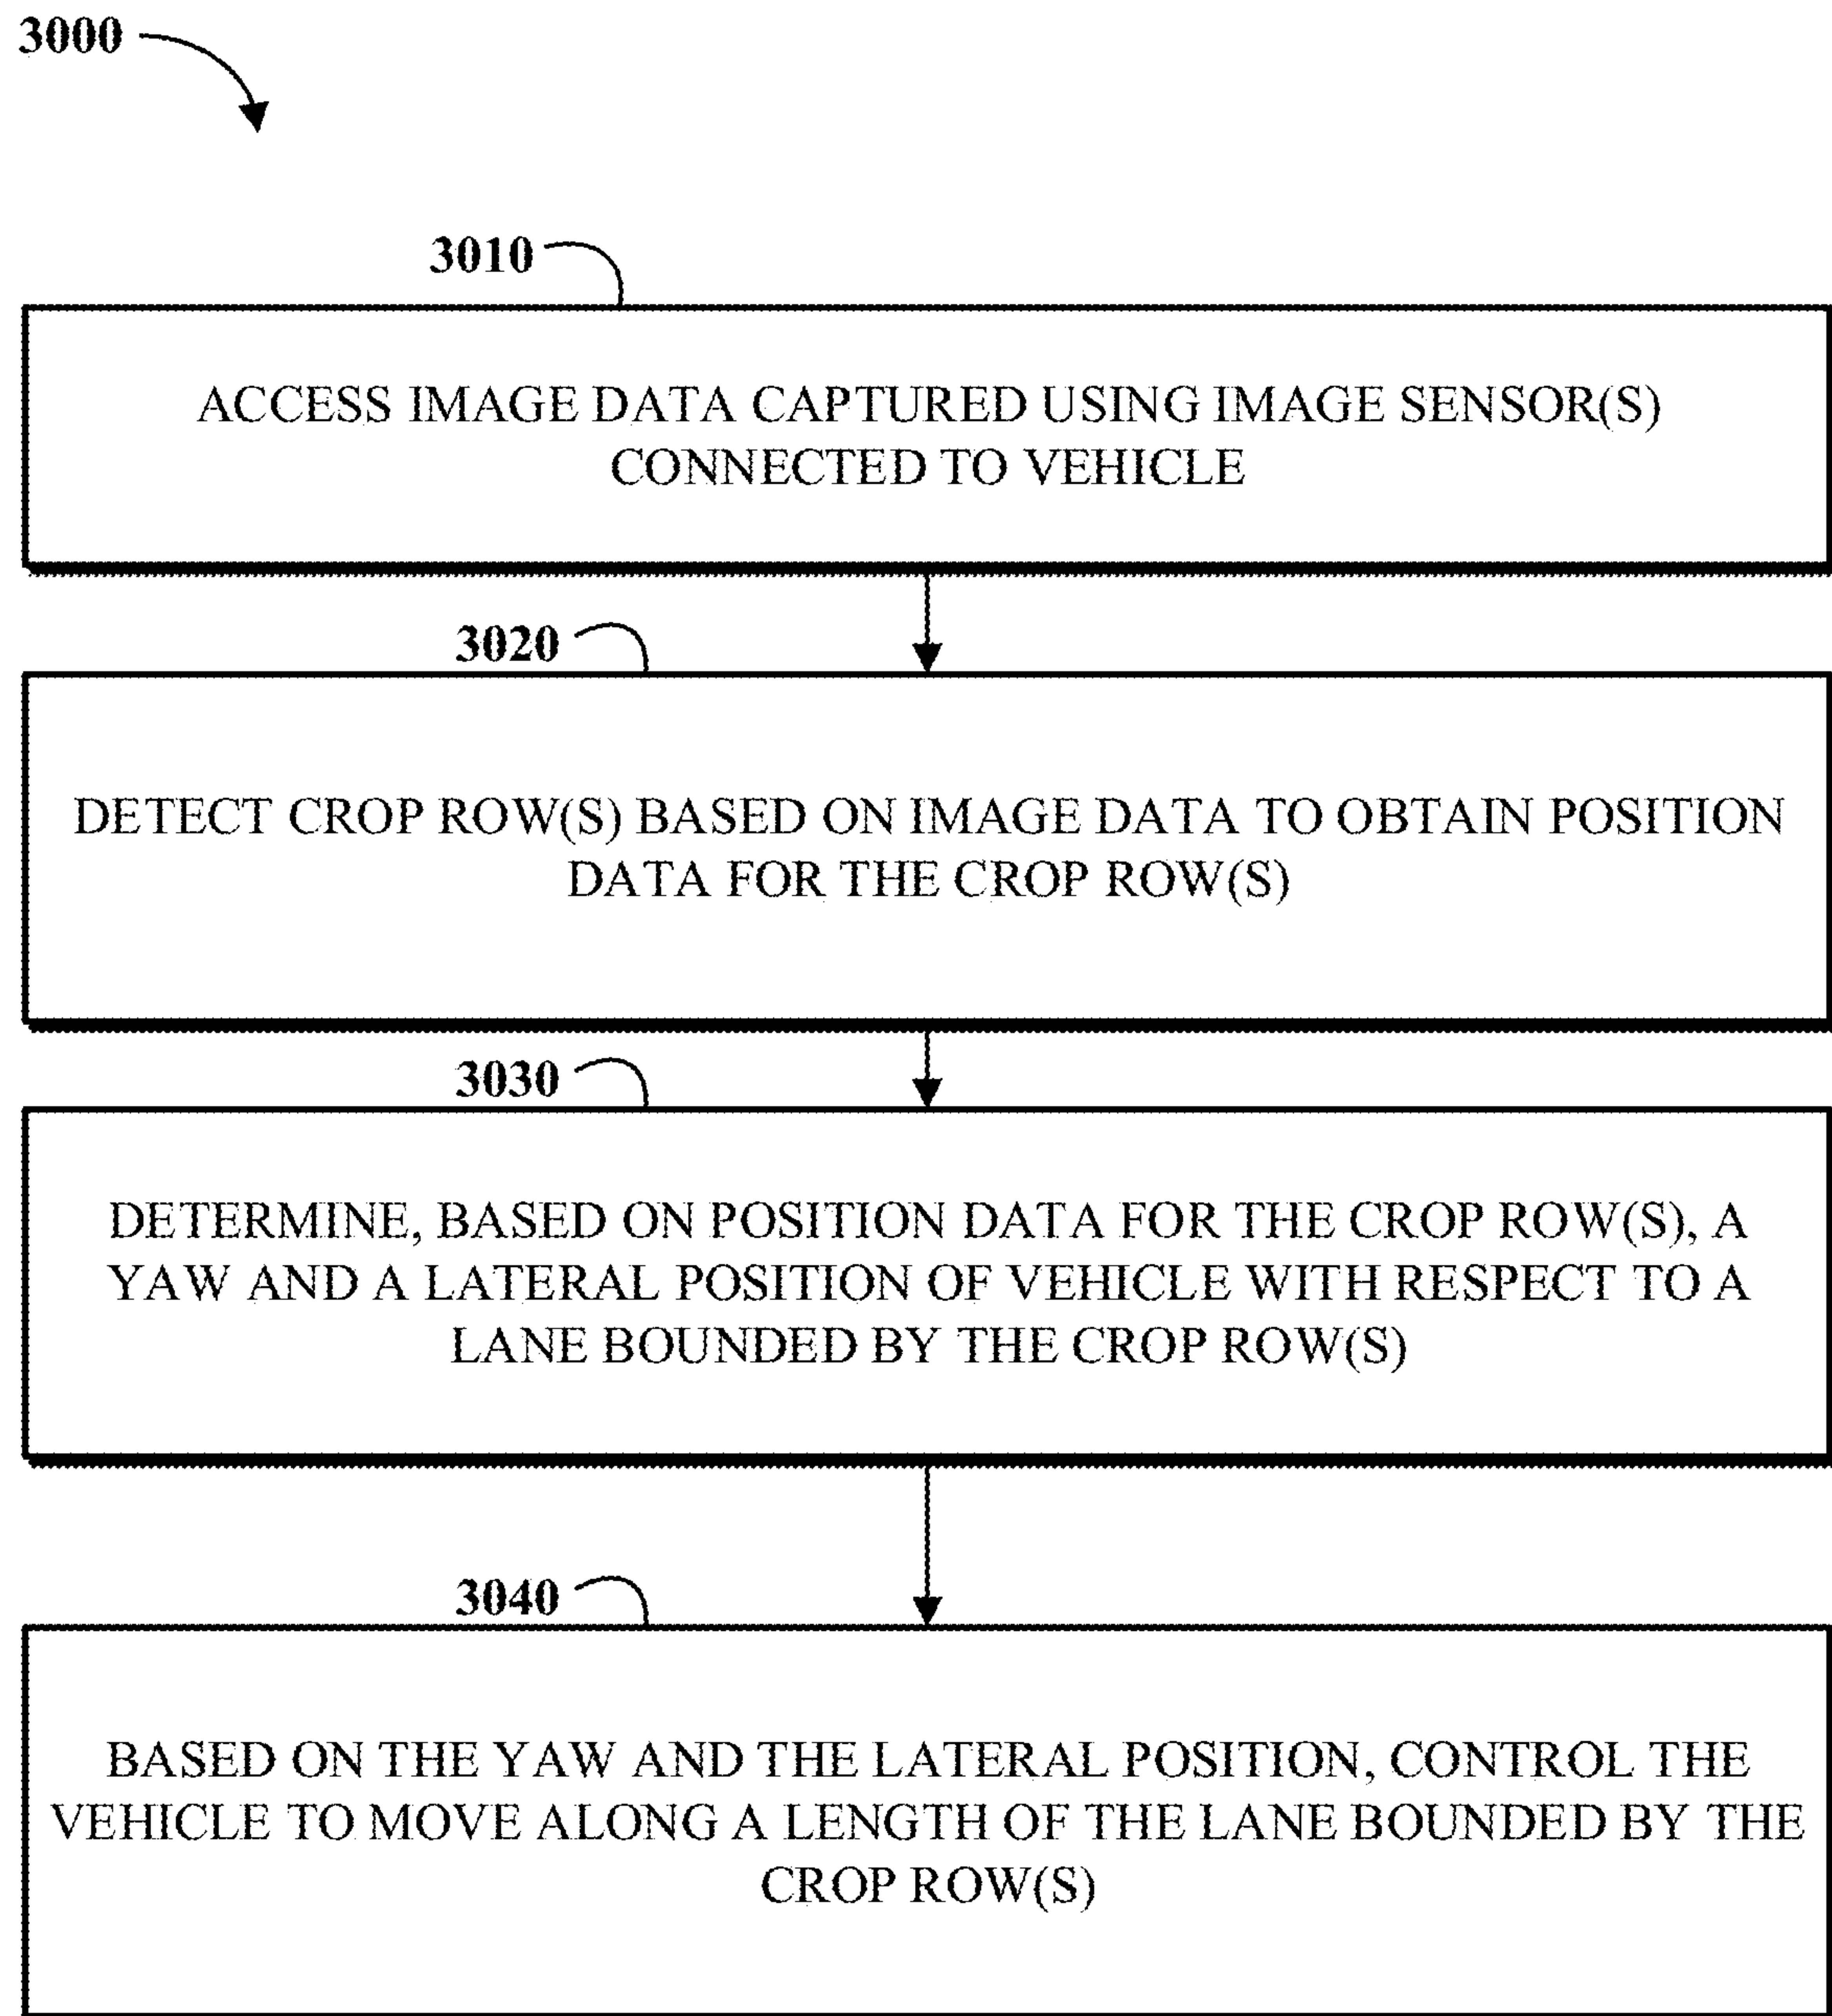 3000
3010
ACCESS IMAGE DATA CAPTURED USING IMAGE SENSOR(S)
CONNECTED TO VEHICLE
3020
DETECT CROP ROW(S) BASED ON IMAGE DATA TO OBTAIN POSITION
DATA FOR THE CROP ROW(S)
3030
DETERMINE, BASED ON POSITION DATA FOR THE CROP ROW(S), A
YAW AND A LATERAL POSITION OF VEHICLE WITH RESPECT TO A
LANE BOUNDED BY THE CROP ROW(S)
3040
BASED ON THE YAW AND THE LATERAL POSITION, CONTROL THE
VEHICLE TO MOVE ALONG A LENGTH OF THE LANE BOUNDED BY THE
CROP ROW(S)